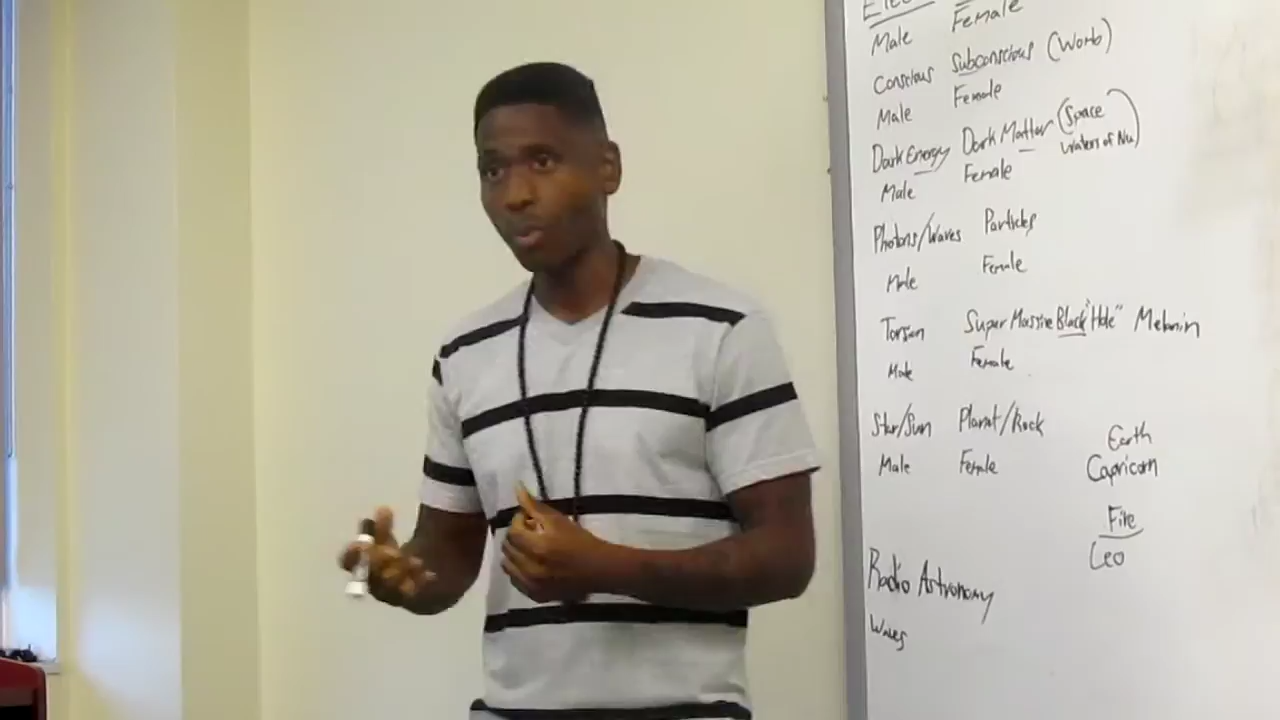 Female
Male
Conscious Subconscious (Womb)
Male Female
Dark Energy Dark Matter (Space
Waters of Nu)
Male Female
Photons/Waves Particles
Male Female
Torsion Super Massive Black "Hole" Melanin
Male Female
Star/Sun Planet/Rock
Male Female
Earth
Capricorn
Fire
Leo
Radio Astronomy
Waves